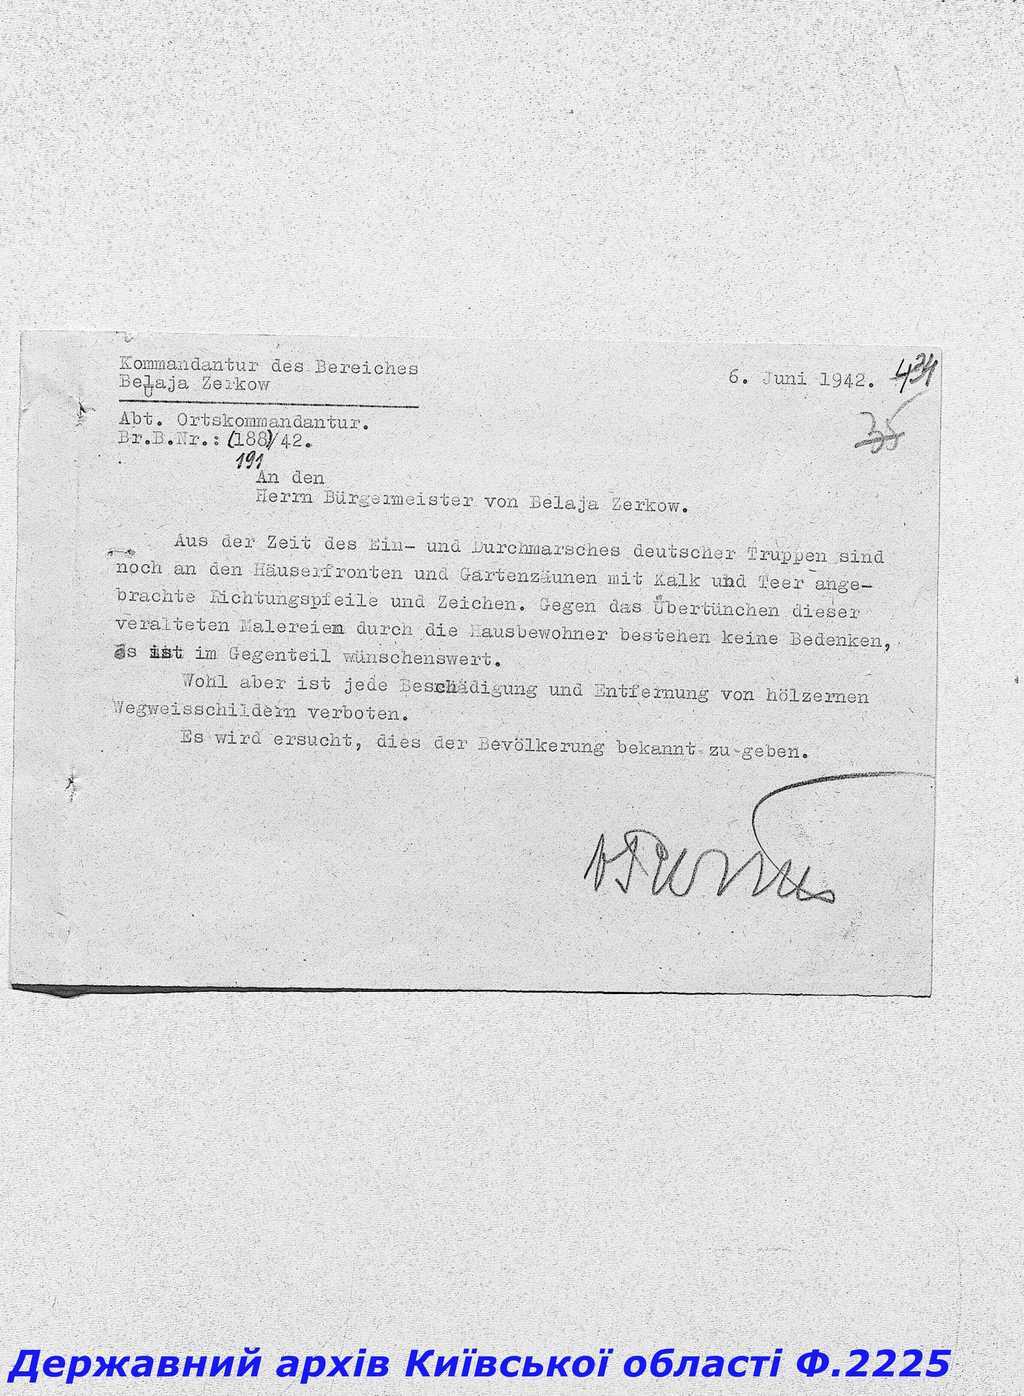 Kommandantur des Bereiches
Belaja Zerkow
6. Juni 1942.
434
35
Abt. Ortskommandantur.
Br.B.Nr.: (188)/42.
191
An den
Herrn Bürgermeister von Belaja Zerkow.
Aus der Zeit des Ein- und Durchmarsches deutscher Truppen sind
noch an den Häuserfronten und Gartenzäunen mit Kalk und Teer ange-
brachte Richtungspfeile und Zeichen. Gegen das Übertünchen dieser
veralteten Malereien durch die Hausbewohner bestehen keine Bedenken,
es ist im Gegenteil wünschenswert.
Wohl aber ist jede Beschädigung und Entfernung von hölzernen
Wegweisschildern verboten.
Es wird ersucht, dies der Bevölkerung bekannt zu geben.
Державний архів Київської області Ф.2225